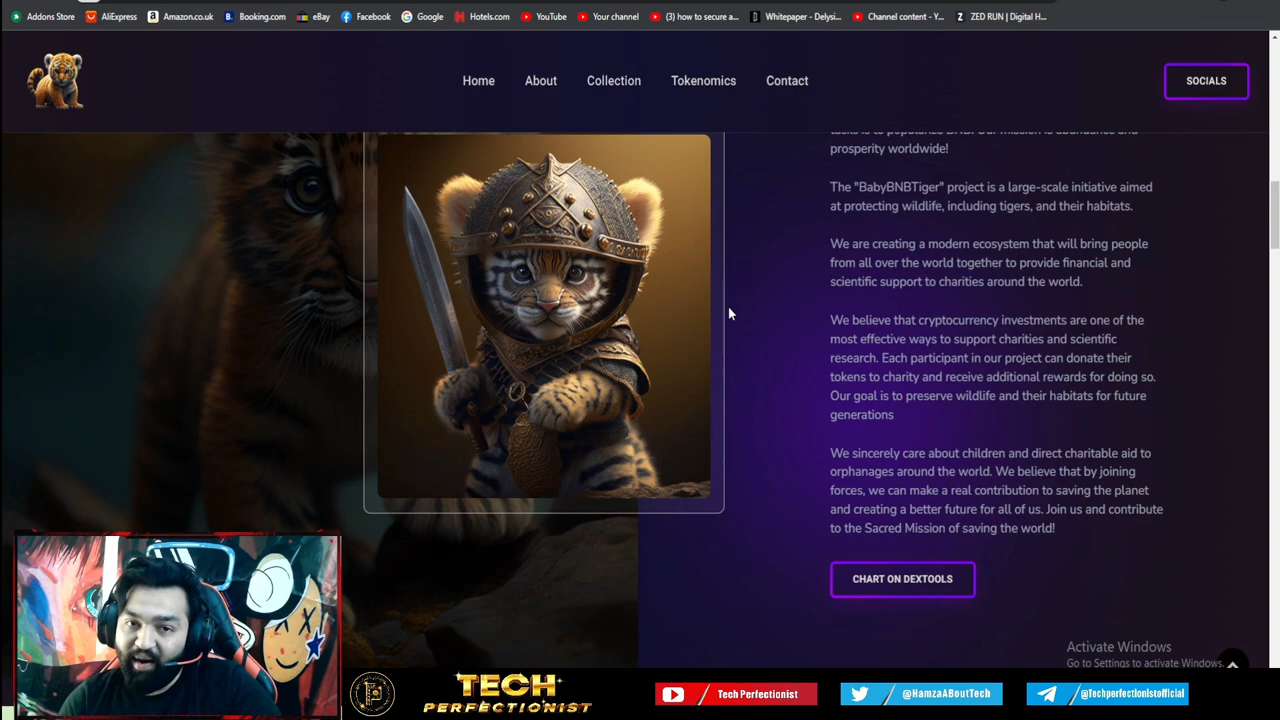 Addons Store AliExpress Amazon.co.uk Booking.com eBay Facebook Google Hotels.com YouTube Your channel (3) how to secure a... Whitepaper - Delysi... Channel content - Y... ZED RUN | Digital H...
Home About Collection Tokenomics Contact SOCIALS
tasks is to popularize BNB. Our mission is abundance and
prosperity worldwide!
The "BabyBNBTiger" project is a large-scale initiative aimed
at protecting wildlife, including tigers, and their habitats.
We are creating a modern ecosystem that will bring people
from all over the world together to provide financial and
scientific support to charities around the world.
We believe that cryptocurrency investments are one of the
most effective ways to support charities and scientific
research. Each participant in our project can donate their
tokens to charity and receive additional rewards for doing so.
Our goal is to preserve wildlife and their habitats for future
generations
We sincerely care about children and direct charitable aid to
orphanages around the world. We believe that by joining
forces, we can make a real contribution to saving the planet
and creating a better future for all of us. Join us and contribute
to the Sacred Mission of saving the world!
CHART ON DEXTOOLS
Activate Windows
Go to Settings to activate Windows.
TECH
PERFECTIONIST
Tech Perfectionist
@HamzaABoutTech
@Techperfectionistofficial